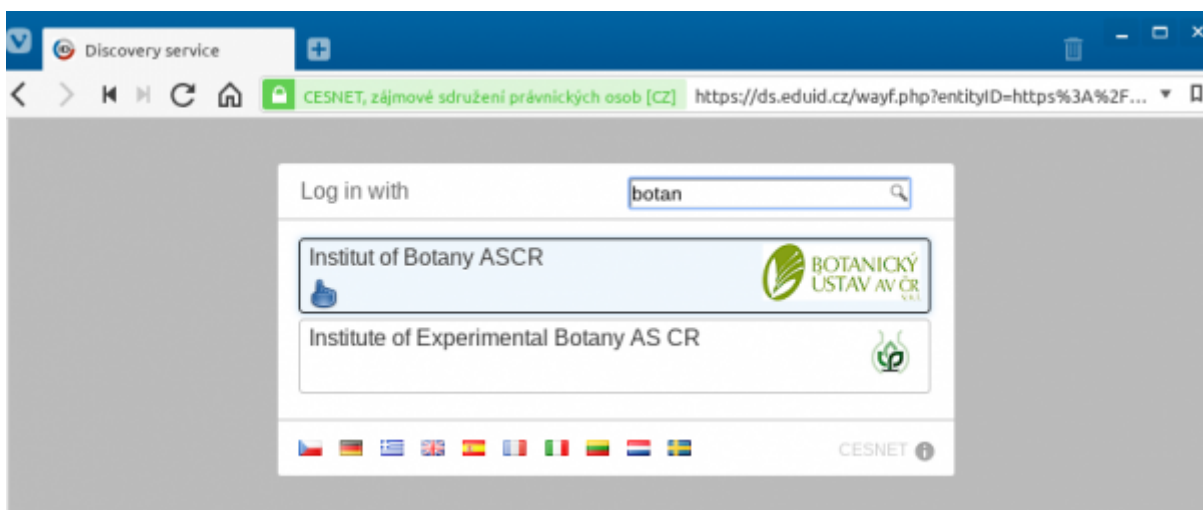 Discovery service
CESNET, zájmové sdružení právnických osob [CZ] https://ds.eduid.cz/wayf.php?entityID=https%3A%2F...
Log in with
botan
Institut of Botany ASCR
BOTANICKÝ
ÚSTAV AV ČR
Institute of Experimental Botany AS CR
CESNET